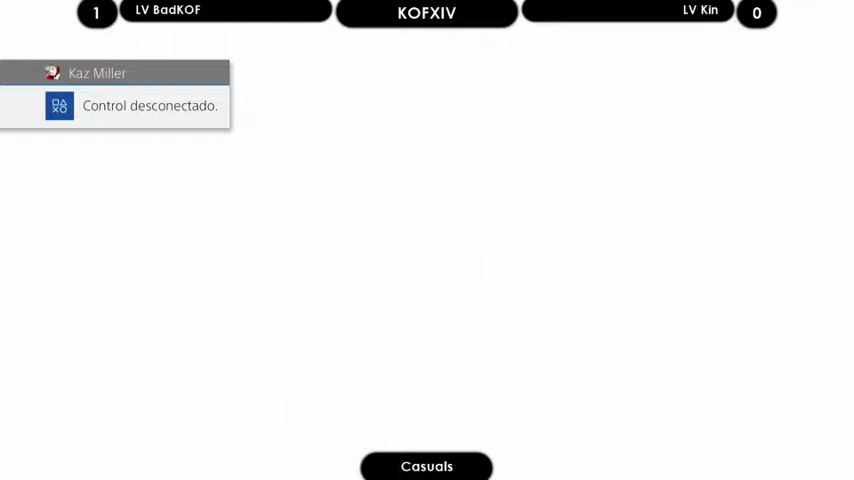 1
LV BadKOF
KOFXIV
LV Kin
0
Kaz Miller
Control desconectado.
Casuals